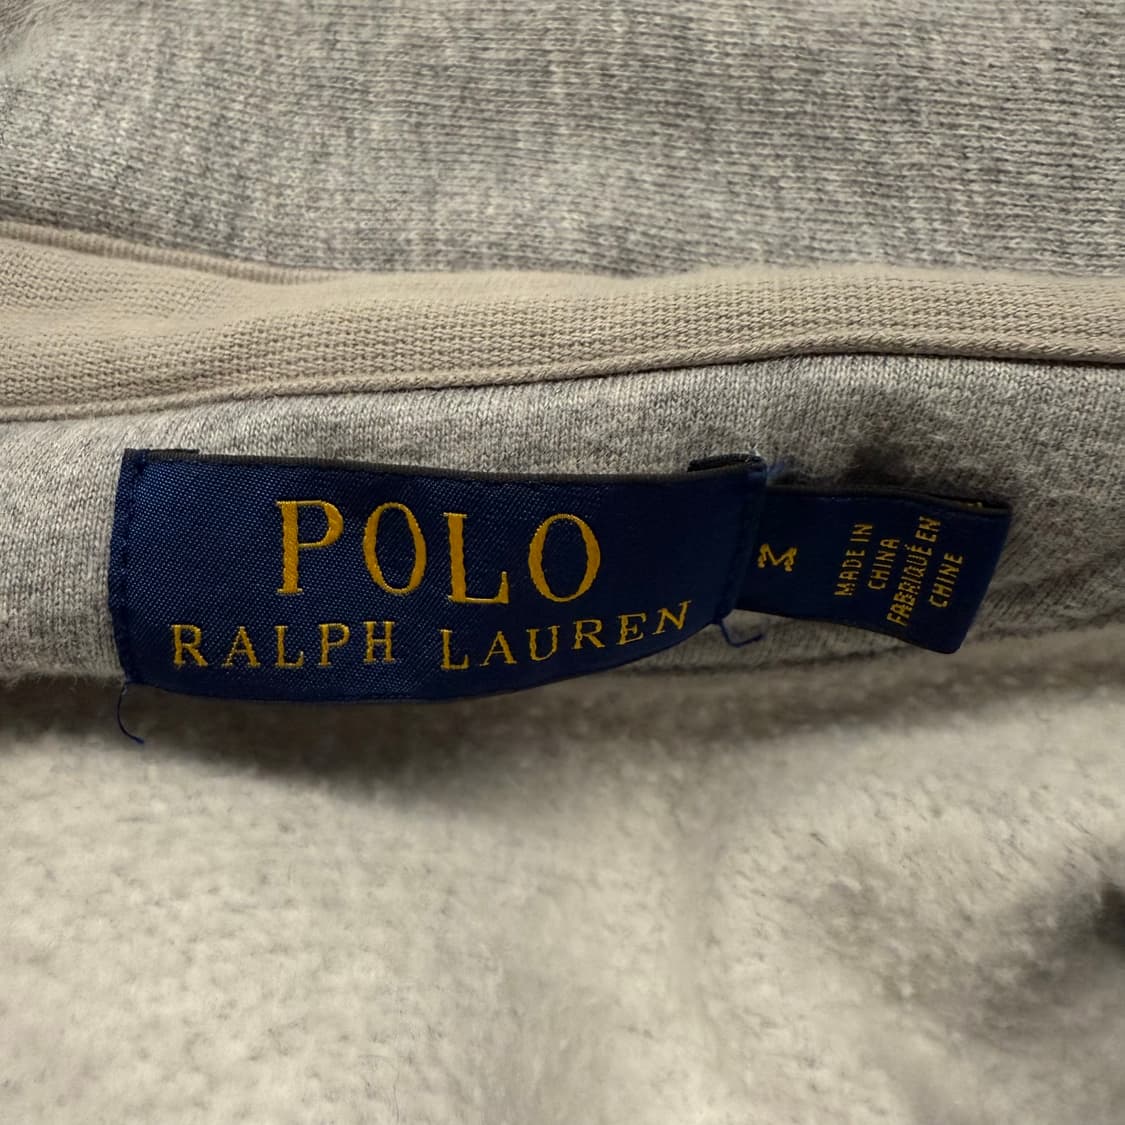 POLO
RALPH LAUREN
M
MADE IN
CHINA
FABRIQUÉ EN
CHINE